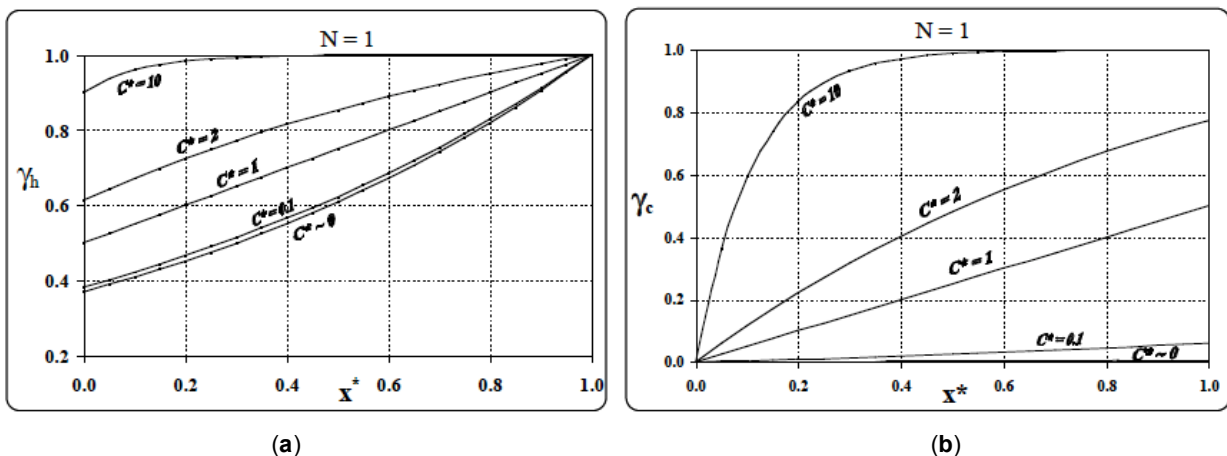 N = 1
1.0
0.8
0.6
0.4
0.2
γh
C* = 10
C* = 2
C* = 1
C* = 0.1
C* ~ 0
0.0 0.2 0.4 0.6 0.8 1.0
x*
(a)
N = 1
1.0
0.8
0.6
0.4
0.2
0.0
γc
C* = 10
C* = 2
C* = 1
C* = 0.1
C* ~ 0
0.0 0.2 0.4 0.6 0.8 1.0
x*
(b)